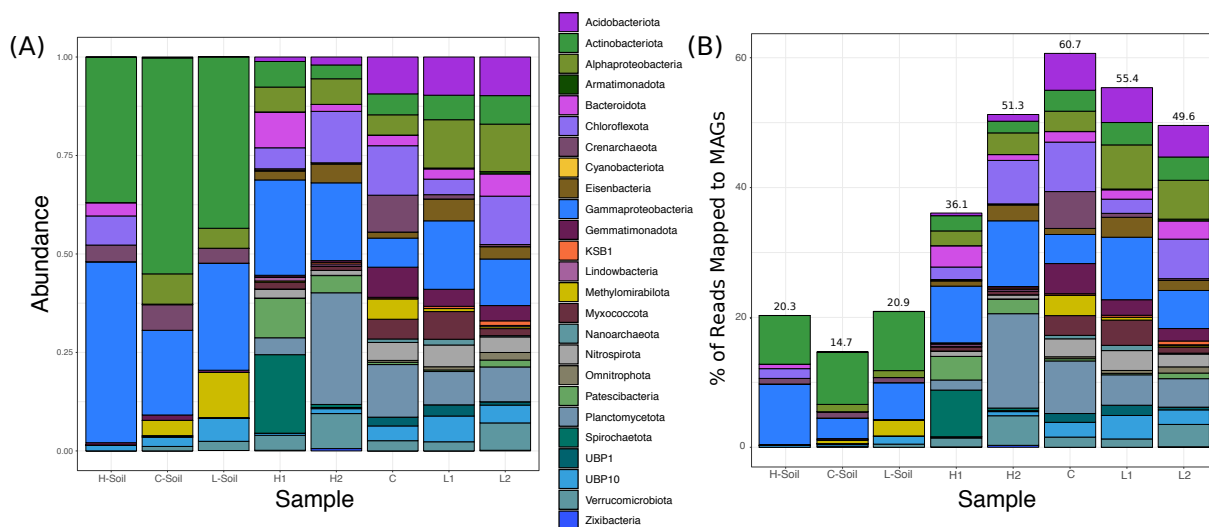 (A)
Abundance
1.00
0.75
0.50
0.25
0.00
H-Soil C-Soil L-Soil H1 H2 C L1 L2
Sample
Acidobacteriota
Actinobacteriota
Alphaproteobacteria
Armatimonadota
Bacteroidota
Chloroflexota
Crenarchaeota
Cyanobacteriota
Eisenbacteria
Gammaproteobacteria
Gemmatimonadota
KSB1
Lindowbacteria
Methylomirabilota
Myxococcota
Nanoarchaeota
Nitrospirota
Omnitrophota
Patescibacteria
Planctomycetota
Spirochaetota
UBP1
UBP10
Verrucomicrobiota
Zixibacteria
(B)
% of Reads Mapped to MAGs
60
40
20
0
20.3 14.7 20.9 36.1 51.3 60.7 55.4 49.6
H-Soil C-Soil L-Soil H1 H2 C L1 L2
Sample